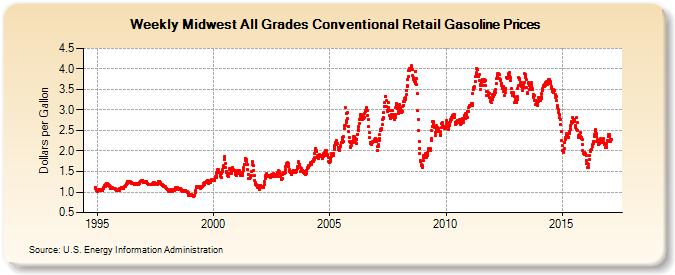 Weekly Midwest All Grades Conventional Retail Gasoline Prices
Dollars per Gallon
4.5
4.0
3.5
3.0
2.5
2.0
1.5
1.0
0.5
1995 2000 2005 2010 2015
Source: U.S. Energy Information Administration